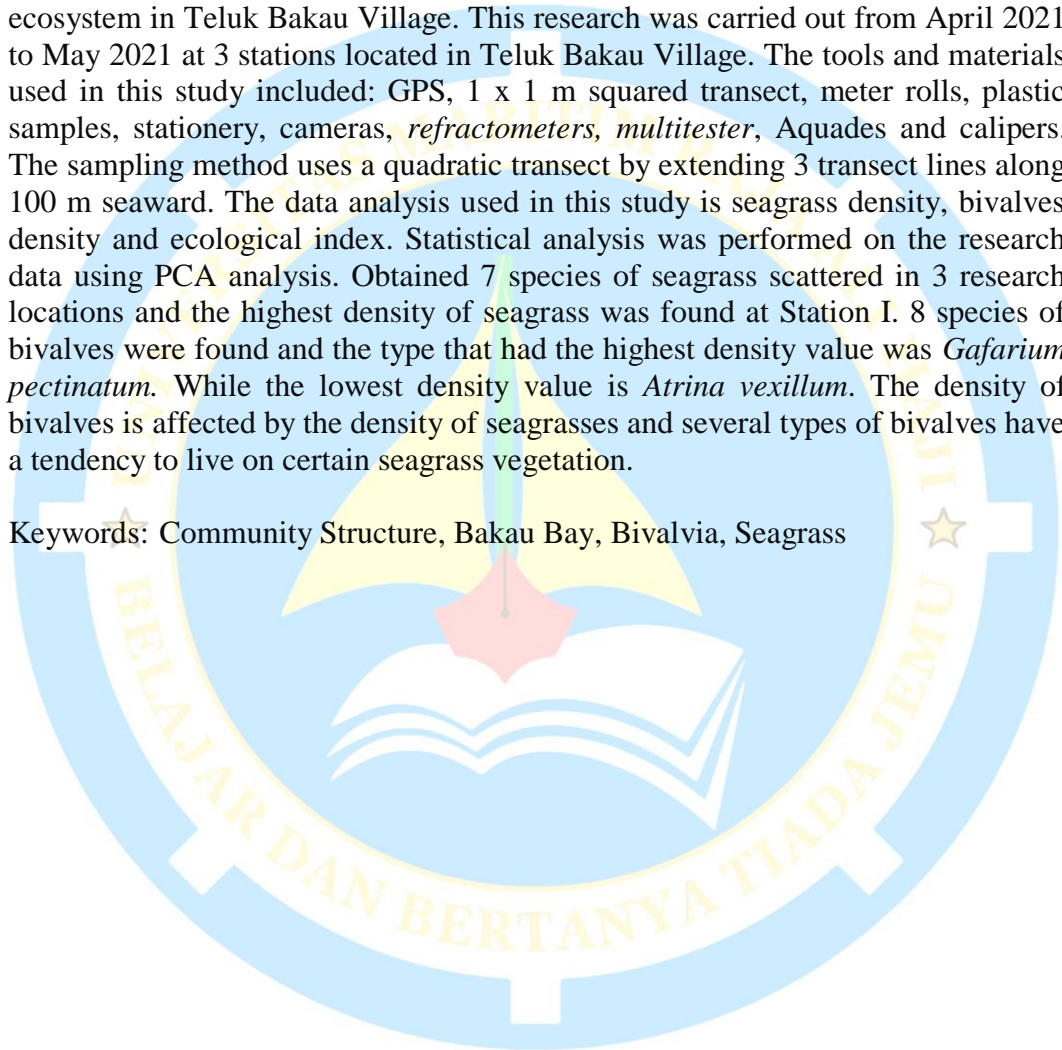 ecosystem in Teluk Bakau Village. This research was carried out from April 2021
to May 2021 at 3 stations located in Teluk Bakau Village. The tools and materials
used in this study included: GPS, 1 x 1 m squared transect, meter rolls, plastic
samples, stationery, cameras, refractometers, multitester, Aquades and calipers.
The sampling method uses a quadratic transect by extending 3 transect lines along
100 m seaward. The data analysis used in this study is seagrass density, bivalves
density and ecological index. Statistical analysis was performed on the research
data using PCA analysis. Obtained 7 species of seagrass scattered in 3 research
locations and the highest density of seagrass was found at Station I. 8 species of
bivalves were found and the type that had the highest density value was Gafarium
pectinatum. While the lowest density value is Atrina vexillum. The density of
bivalves is affected by the density of seagrasses and several types of bivalves have
a tendency to live on certain seagrass vegetation.
Keywords: Community Structure, Bakau Bay, Bivalvia, Seagrass
UNIVERSITAS MARITIM RAJA ALI HAJI
BELAJAR DAN BERTANYA TIADA JEMU